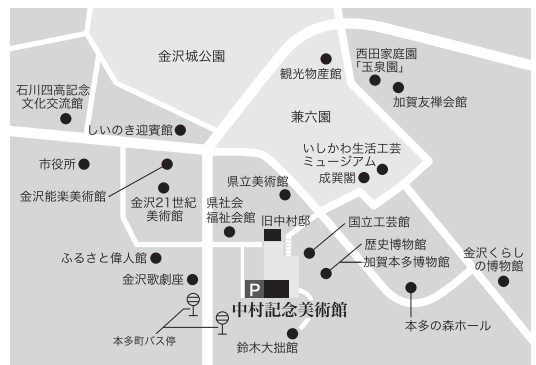 金沢城公園
西田家庭園
「玉泉園」
観光物産館
加賀友禅会館
石川四高記念
文化交流館
兼六園
しいのき迎賓館
いしかわ生活工芸
ミュージアム
市役所
成巽閣
県立美術館
金沢能楽美術館
金沢21世紀
美術館
県社会
福祉会館
旧中村邸
国立工芸館
歴史博物館
加賀本多博物館
金沢くらし
の博物館
ふるさと偉人館
金沢歌劇座
P
中村記念美術館
本多の森ホール
本多町バス停
鈴木大拙館